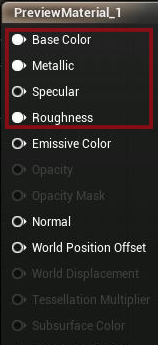 PreviewMaterial_1
Base Color
Metallic
Specular
Roughness
Emissive Color
Opacity
Opacity Mask
Normal
World Position Offset
World Displacement
Tessellation Multiplier
Subsurface Color